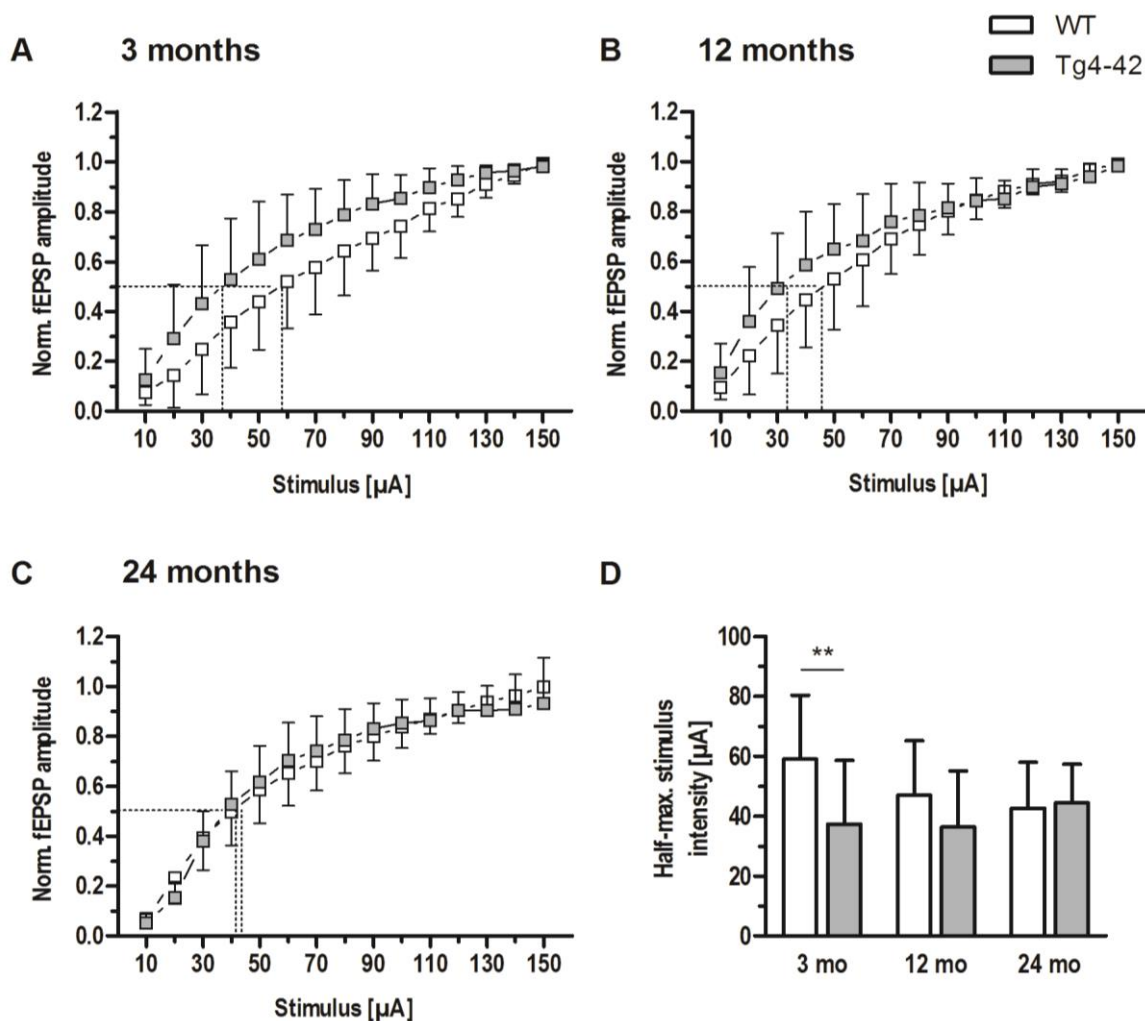 A 3 months
B 12 months
WT
Tg4-42
Norm. fEPSP amplitude
1.2
1.0
0.8
0.6
0.4
0.2
0.0
10 30 50 70 90 110 130 150
Stimulus [µA]
Norm. fEPSP amplitude
1.2
1.0
0.8
0.6
0.4
0.2
0.0
10 30 50 70 90 110 130 150
Stimulus [µA]
C 24 months
Norm. fEPSP amplitude
1.2
1.0
0.8
0.6
0.4
0.2
0.0
10 30 50 70 90 110 130 150
Stimulus [µA]
D
Half-max. stimulus
intensity [µA]
100
80
60
40
20
0
**
3 mo 12 mo 24 mo